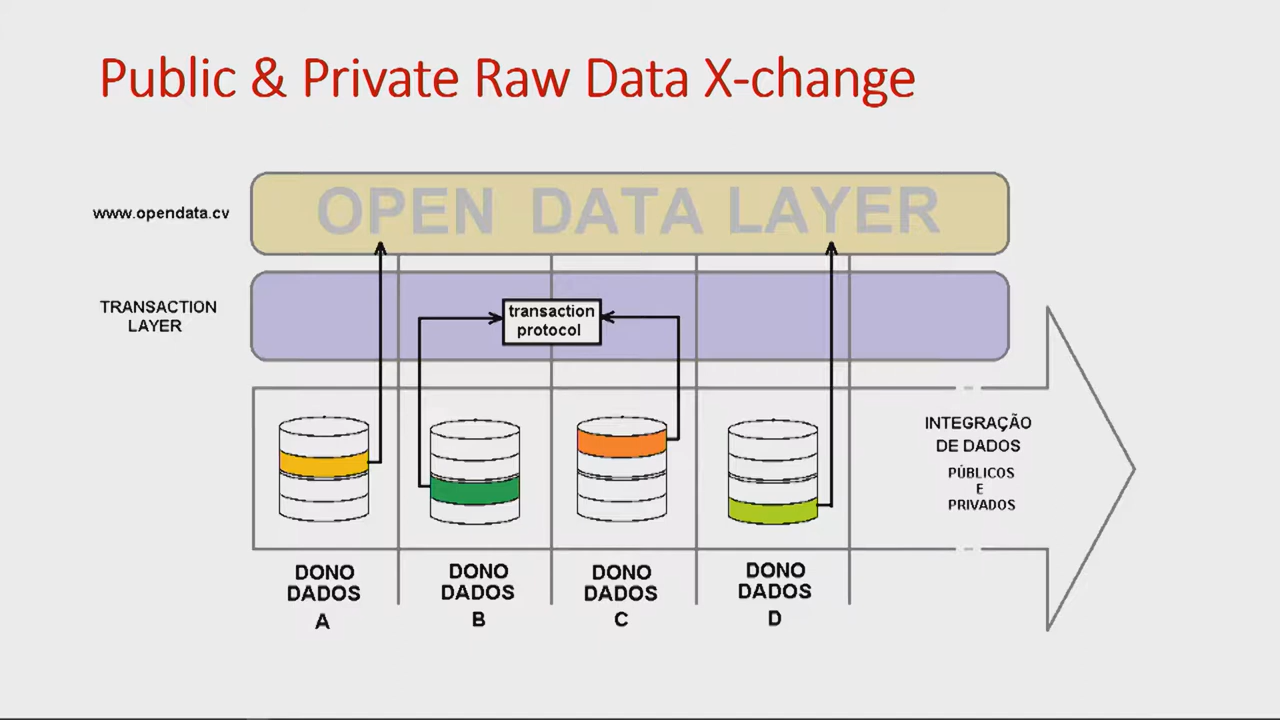 Public & Private Raw Data X-change
www.opendata.cv
OPEN DATA LAYER
TRANSACTION
LAYER
transaction
protocol
INTEGRAÇÃO
DE DADOS
PÚBLICOS
E
PRIVADOS
DONO
DADOS
A
DONO
DADOS
B
DONO
DADOS
C
DONO
DADOS
D